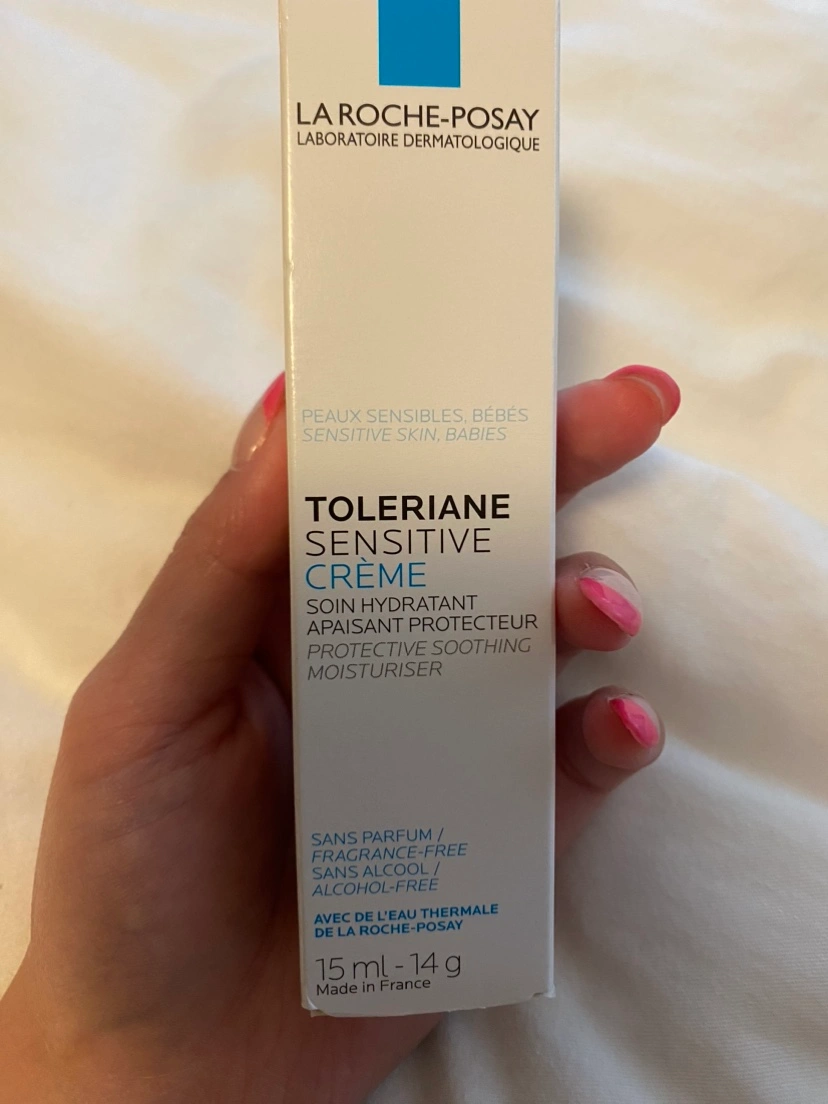 LA ROCHE-POSAY
LABORATOIRE DERMATOLOGIQUE
PEAUX SENSIBLES, BÉBÉS
SENSITIVE SKIN, BABIES
TOLERIANE
SENSITIVE
CRÈME
SOIN HYDRATANT
APAISANT PROTECTEUR
PROTECTIVE SOOTHING
MOISTURISER
SANS PARFUM /
FRAGRANCE-FREE
SANS ALCOOL /
ALCOHOL-FREE
AVEC DE L'EAU THERMALE
DE LA ROCHE-POSAY
15 ml - 14 g
Made in France